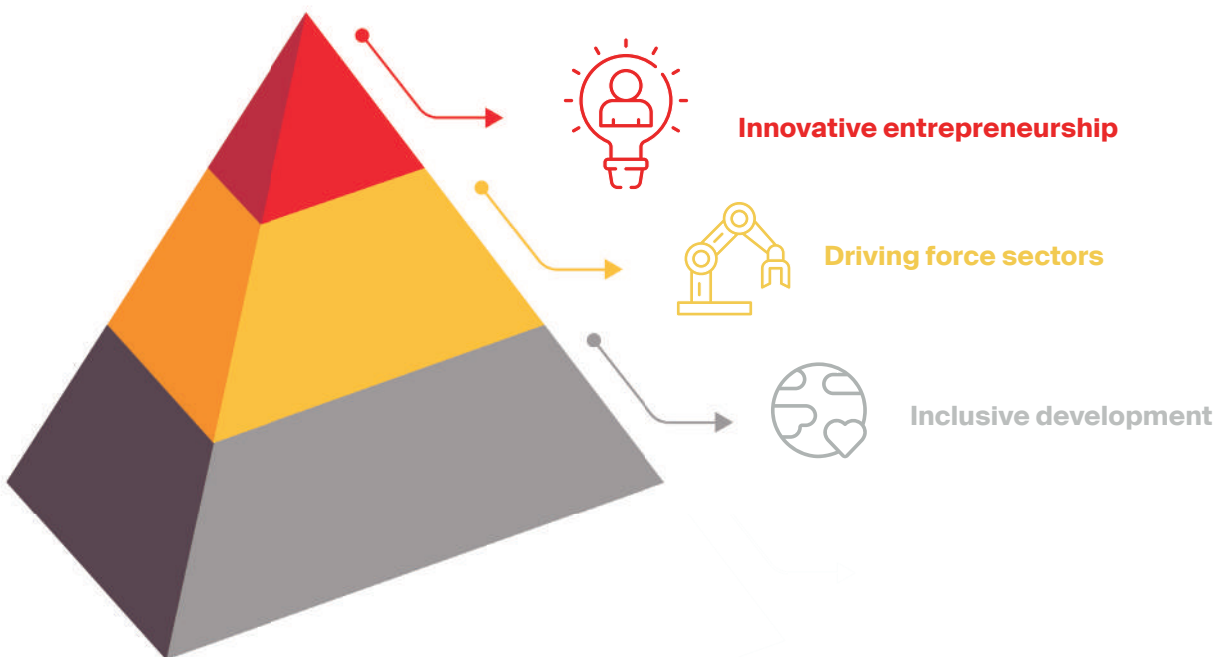 Innovative entrepreneurship
Driving force sectors
Inclusive development